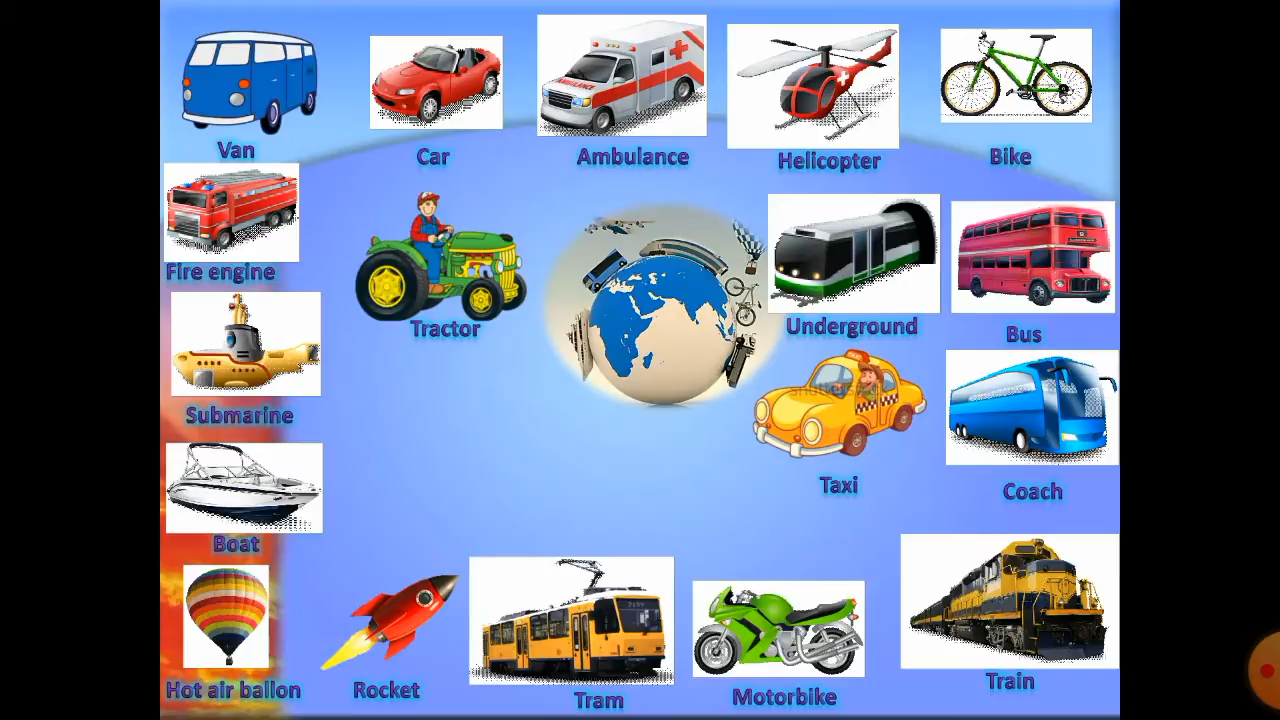 Van
Car
Ambulance
Helicopter
Bike
Fire engine
Tractor
Underground
Bus
Submarine
Taxi
Coach
Boat
Hot air ballon
Rocket
Tram
Motorbike
Train
AMBULANCE